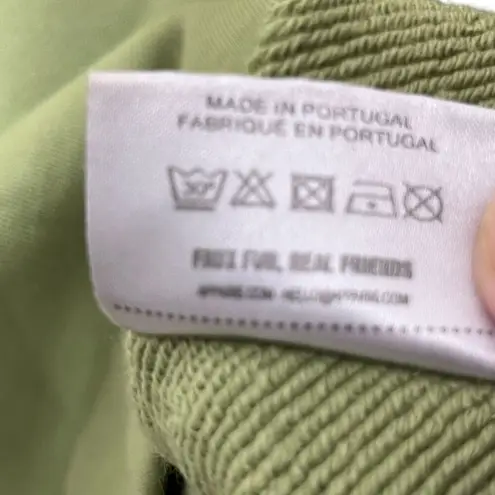 MADE IN PORTUGAL
FABRIQUÉ EN PORTUGAL
30°
FAUX FUR, REAL FRIENDS